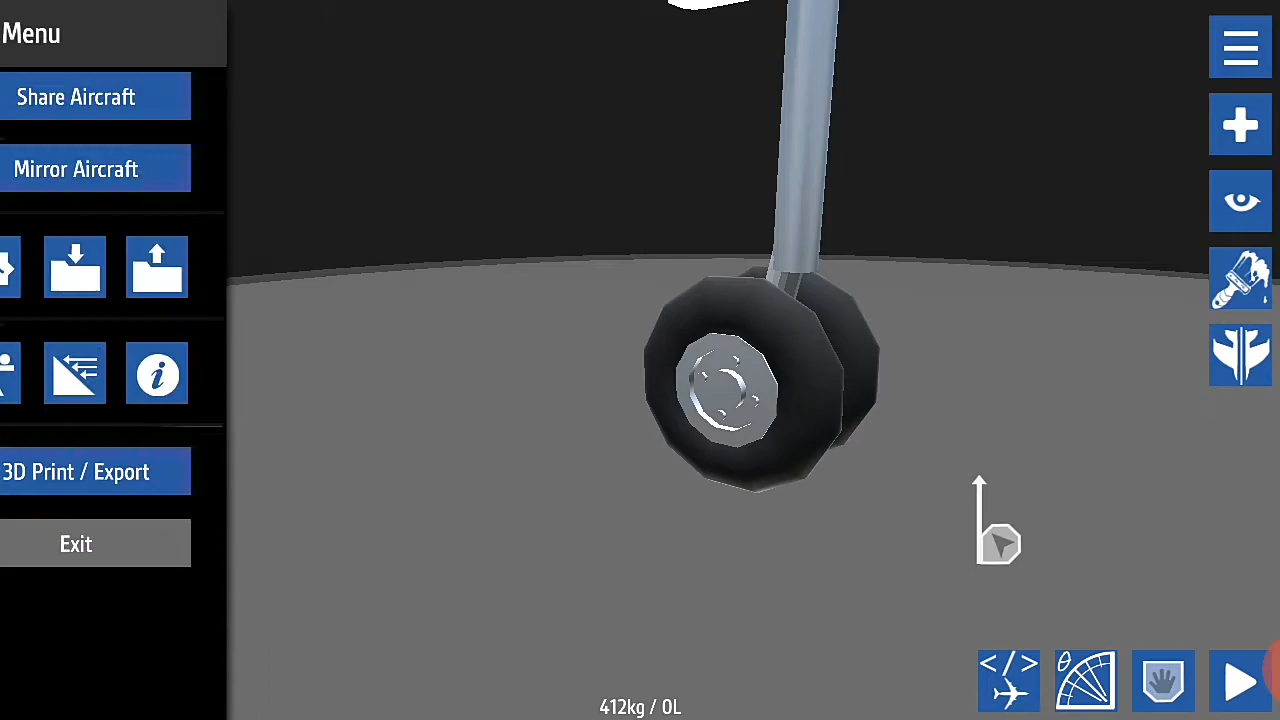 Menu
Share Aircraft
Mirror Aircraft
3D Print / Export
Exit
412kg / 0L